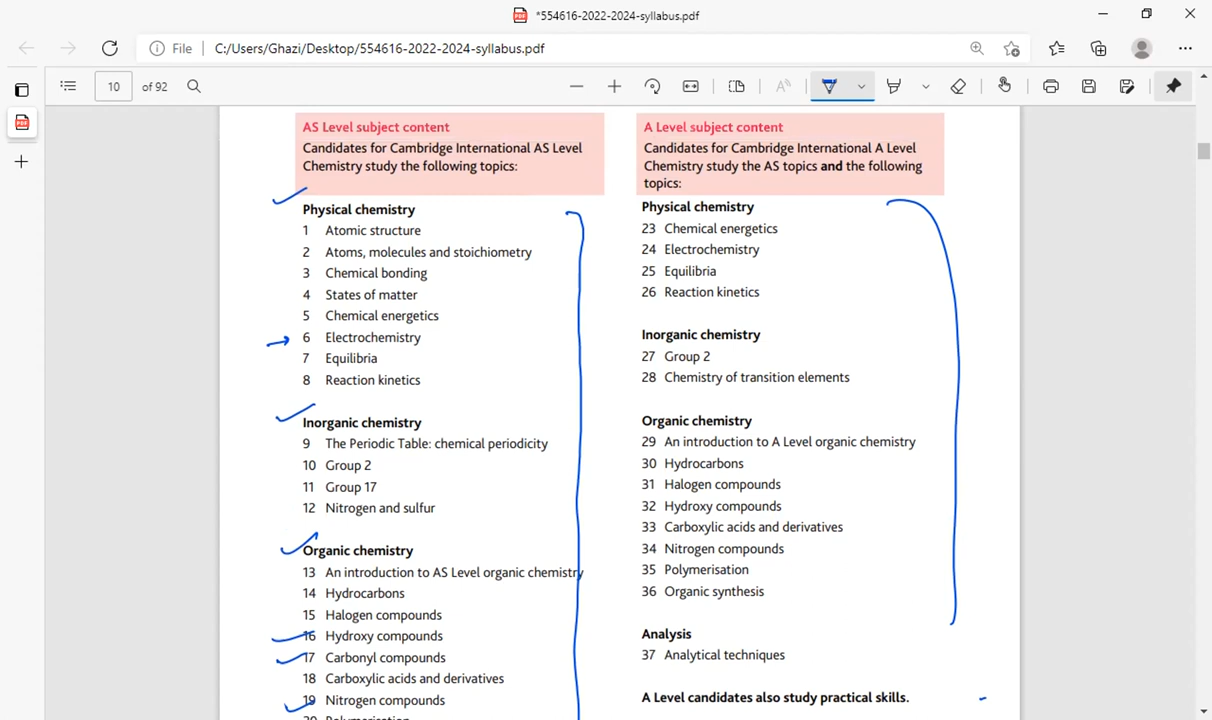 *554616-2022-2024-syllabus.pdf
File | C:/Users/Ghazi/Desktop/554616-2022-2024-syllabus.pdf
10 of 92
AS Level subject content
Candidates for Cambridge International AS Level
Chemistry study the following topics:
Physical chemistry
1 Atomic structure
2 Atoms, molecules and stoichiometry
3 Chemical bonding
4 States of matter
5 Chemical energetics
6 Electrochemistry
7 Equilibria
8 Reaction kinetics
Inorganic chemistry
9 The Periodic Table: chemical periodicity
10 Group 2
11 Group 17
12 Nitrogen and sulfur
Organic chemistry
13 An introduction to AS Level organic chemistry
14 Hydrocarbons
15 Halogen compounds
16 Hydroxy compounds
17 Carbonyl compounds
18 Carboxylic acids and derivatives
19 Nitrogen compounds
20 Polymerisation
A Level subject content
Candidates for Cambridge International A Level
Chemistry study the AS topics and the following
topics:
Physical chemistry
23 Chemical energetics
24 Electrochemistry
25 Equilibria
26 Reaction kinetics
Inorganic chemistry
27 Group 2
28 Chemistry of transition elements
Organic chemistry
29 An introduction to A Level organic chemistry
30 Hydrocarbons
31 Halogen compounds
32 Hydroxy compounds
33 Carboxylic acids and derivatives
34 Nitrogen compounds
35 Polymerisation
36 Organic synthesis
Analysis
37 Analytical techniques
A Level candidates also study practical skills.